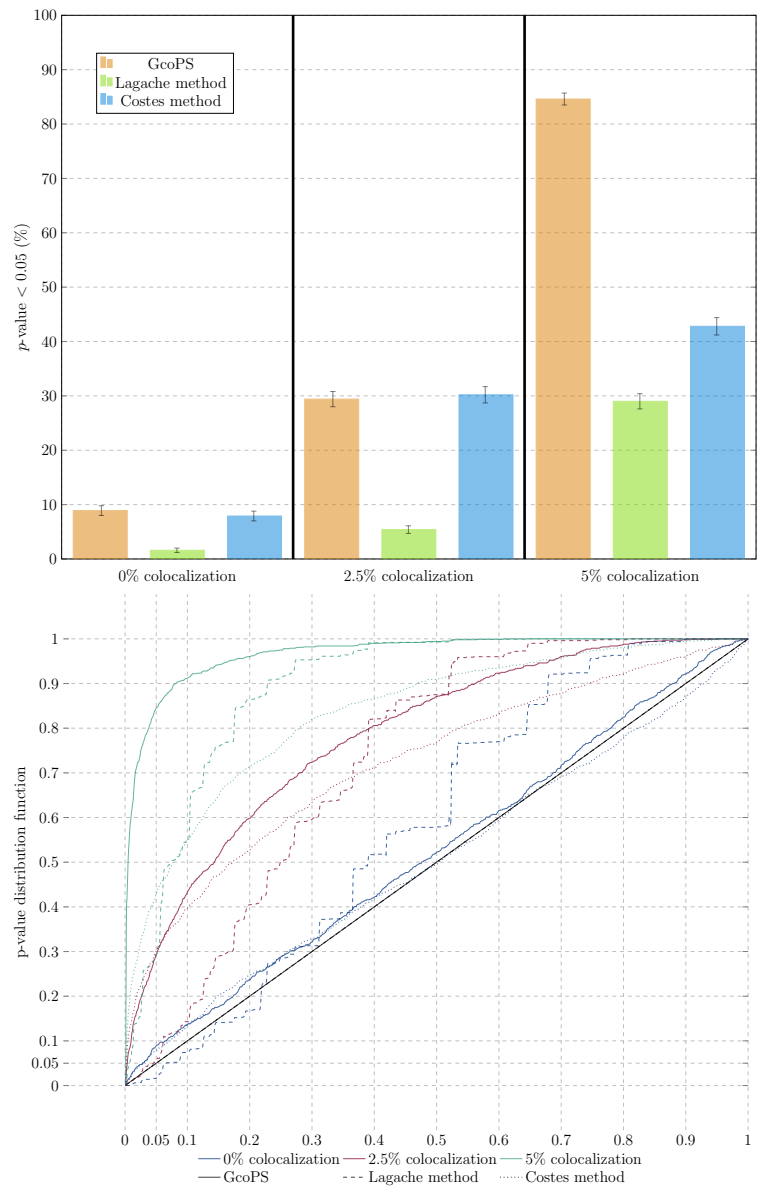 100
90
80
70
60
50
40
30
20
10
0
p-value < 0.05 (%)
GcoPS
Lagache method
Costes method
0% colocalization 2.5% colocalization 5% colocalization
p-value distribution function
1
0.9
0.8
0.7
0.6
0.5
0.4
0.3
0.2
0.1
0.05
0
0 0.05 0.1 0.2 0.3 0.4 0.5 0.6 0.7 0.8 0.9 1
0% colocalization 2.5% colocalization 5% colocalization
GcoPS Lagache method Costes method